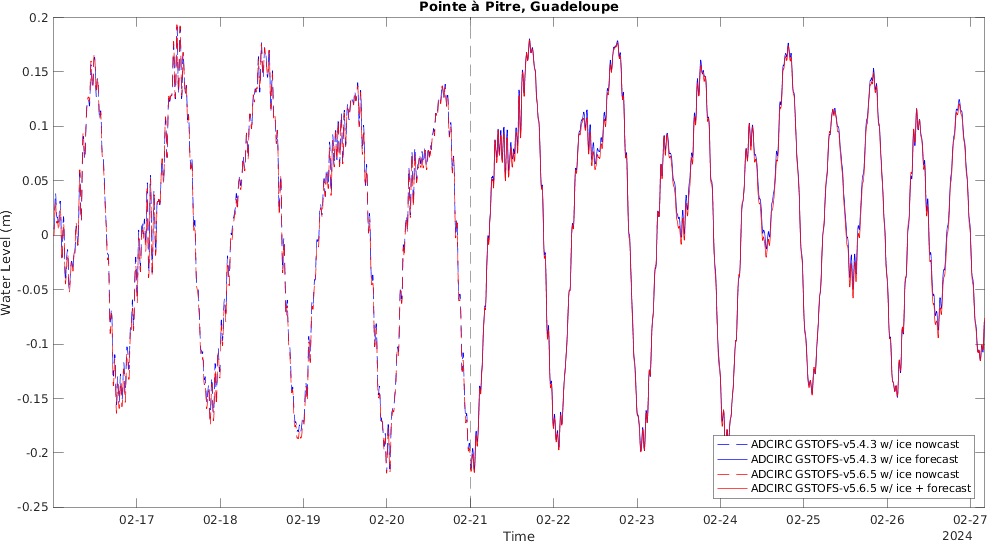 Pointe à Pitre, Guadeloupe
0.2
0.15
0.1
0.05
0
-0.05
-0.1
-0.15
-0.2
-0.25
Water Level (m)
ADCIRC GSTOFS-v5.4.3 w/ ice nowcast
ADCIRC GSTOFS-v5.4.3 w/ ice forecast
ADCIRC GSTOFS-v5.6.5 w/ ice nowcast
ADCIRC GSTOFS-v5.6.5 w/ ice + forecast
02-17 02-18 02-19 02-20 02-21 02-22 02-23 02-24 02-25 02-26 02-27
Time
2024